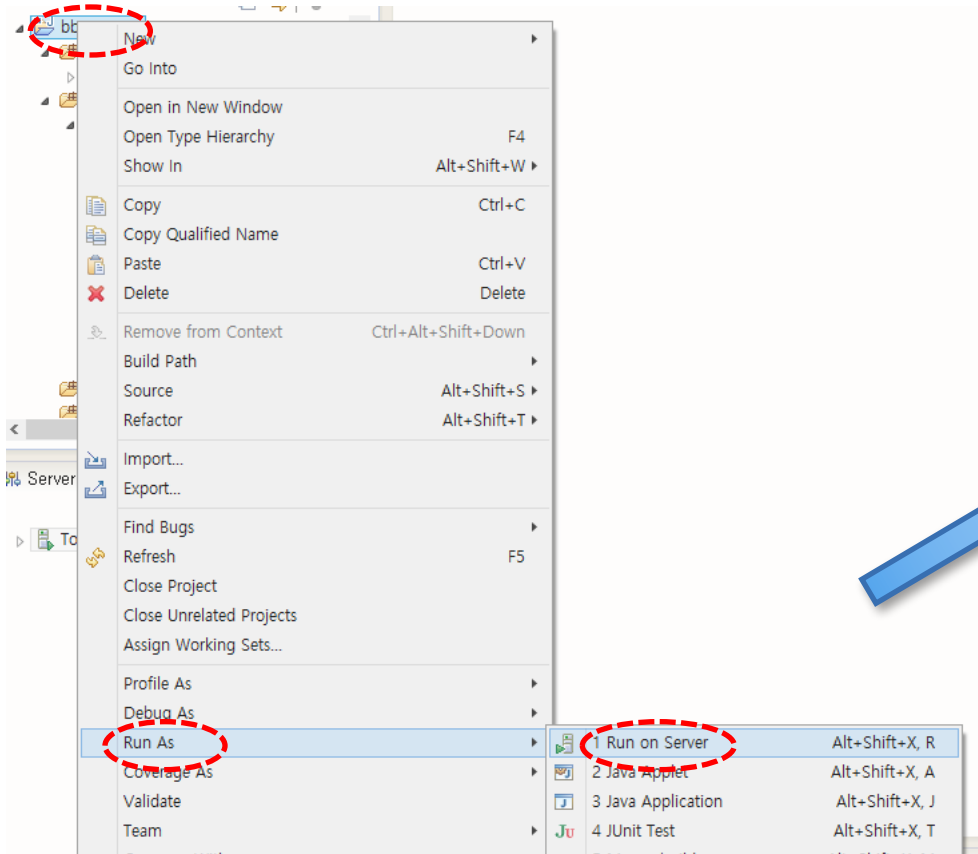 bb
New
Go Into
Open in New Window
Open Type Hierarchy F4
Show In Alt+Shift+W
Copy Ctrl+C
Copy Qualified Name
Paste Ctrl+V
Delete Delete
Remove from Context Ctrl+Alt+Shift+Down
Build Path
Source Alt+Shift+S
Refactor Alt+Shift+T
Import...
Server
Export...
Find Bugs
To
Refresh F5
Close Project
Close Unrelated Projects
Assign Working Sets...
Profile As
Debug As
Run As
1 Run on Server Alt+Shift+X, R
Coverage As
2 Java Applet Alt+Shift+X, A
Validate
3 Java Application Alt+Shift+X, J
Team
4 JUnit Test Alt+Shift+X, T